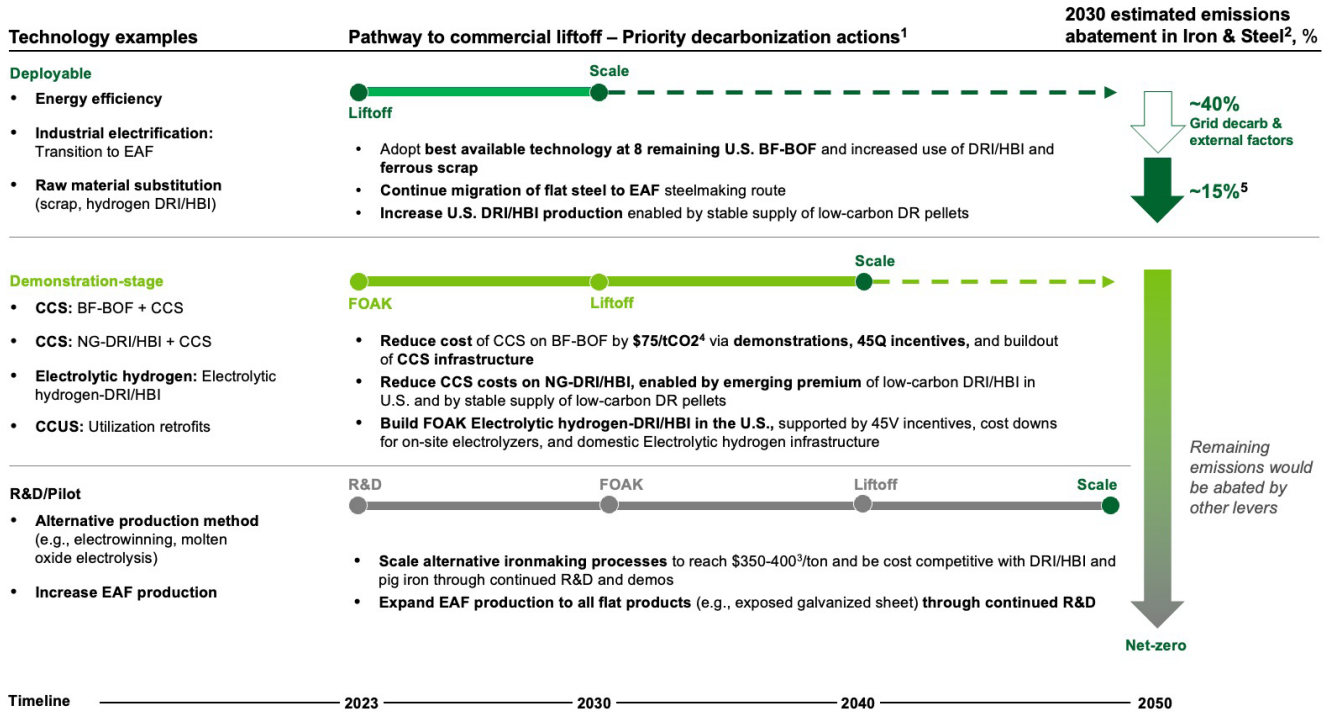 Technology examples
Pathway to commercial liftoff – Priority decarbonization actions1
2030 estimated emissions
abatement in Iron & Steel2, %
Deployable
• Energy efficiency
• Industrial electrification:
Transition to EAF
• Raw material substitution
(scrap, hydrogen DRI/HBI)
Scale
Liftoff
• Adopt best available technology at 8 remaining U.S. BF-BOF and increased use of DRI/HBI and
ferrous scrap
• Continue migration of flat steel to EAF steelmaking route
• Increase U.S. DRI/HBI production enabled by stable supply of low-carbon DR pellets
~40%
Grid decarb &
external factors
~15%5
Demonstration-stage
• CCS: BF-BOF + CCS
• CCS: NG-DRI/HBI + CCS
• Electrolytic hydrogen: Electrolytic
hydrogen-DRI/HBI
• CCUS: Utilization retrofits
Scale
FOAK
Liftoff
• Reduce cost of CCS on BF-BOF by $75/tCO24 via demonstrations, 45Q incentives, and buildout
of CCS infrastructure
• Reduce CCS costs on NG-DRI/HBI, enabled by emerging premium of low-carbon DRI/HBI in
U.S. and by stable supply of low-carbon DR pellets
• Build FOAK Electrolytic hydrogen-DRI/HBI in the U.S., supported by 45V incentives, cost downs
for on-site electrolyzers, and domestic Electrolytic hydrogen infrastructure
Remaining
emissions would
be abated by
other levers
R&D/Pilot
• Alternative production method
(e.g., electrowinning, molten
oxide electrolysis)
• Increase EAF production
R&D
FOAK
Liftoff
Scale
• Scale alternative ironmaking processes to reach $350-4003/ton and be cost competitive with DRI/HBI and
pig iron through continued R&D and demos
• Expand EAF production to all flat products (e.g., exposed galvanized sheet) through continued R&D
Net-zero
Timeline
2023
2030
2040
2050